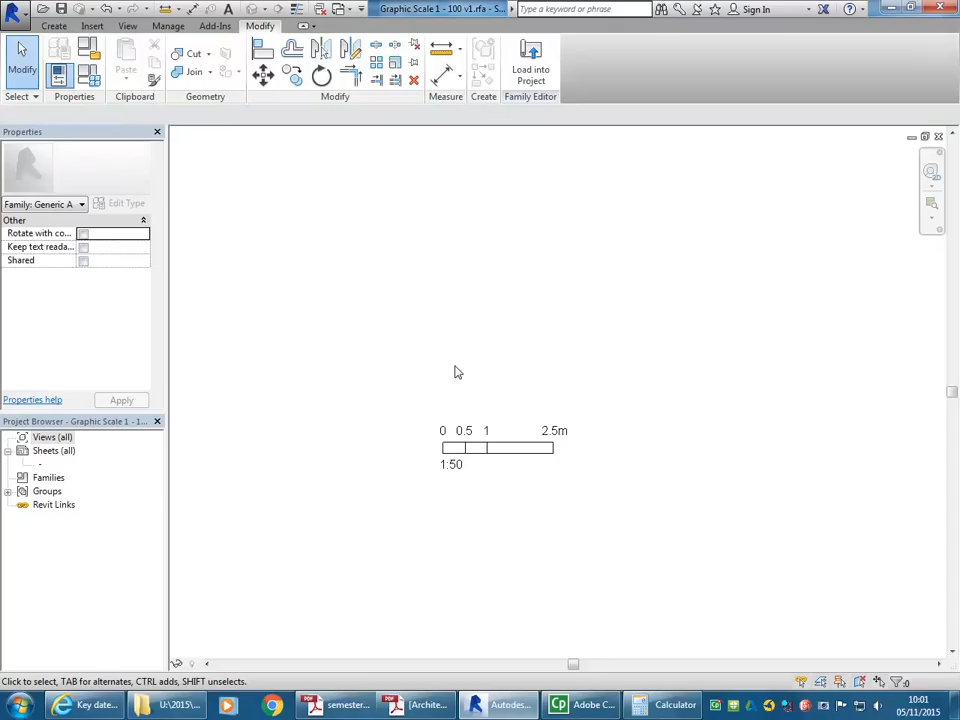 Graphic Scale 1 - 100 v1.rfa - S...
Type a keyword or phrase
Sign In
Create
Insert
View
Manage
Add-Ins
Modify
Modify
Paste
Cut
Join
Load into
Project
Select
Properties
Clipboard
Geometry
Modify
Measure
Create
Family Editor
Properties
Family: Generic A
Edit Type
Other
Rotate with co...
Keep text reada...
Shared
Properties help
Apply
Project Browser - Graphic Scale 1 - 1...
Views (all)
Sheets (all)
-
Families
Groups
Revit Links
2D
0 0.5 1 2.5m
1:50
Click to select, TAB for alternates, CTRL adds, SHIFT unselects.
:0
Key date...
U:\2015\...
semester...
[Archite...
Autodes...
Adobe C...
Calculator
10:01
05/11/2015